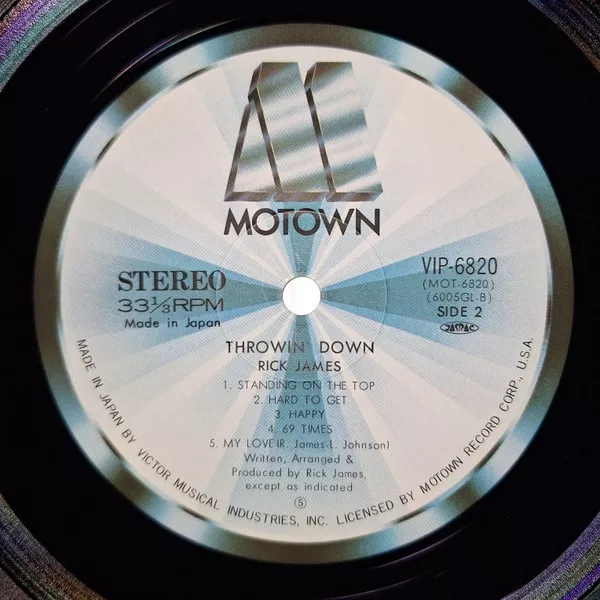 MOTOWN
STEREO
33⅓RPM
Made in Japan
VIP-6820
(MOT-6820)
(6005GL-B)
SIDE 2
JASRAC
THROWIN' DOWN
RICK JAMES
1. STANDING ON THE TOP
2. HARD TO GET
3. HAPPY
4. 69 TIMES
5. MY LOVE(R. James-L. Johnson)
Written, Arranged &
Produced by Rick James,
except as indicated
⑤
MADE IN JAPAN BY VICTOR MUSICAL INDUSTRIES, INC. LICENSED BY MOTOWN RECORD CORP., U.S.A.